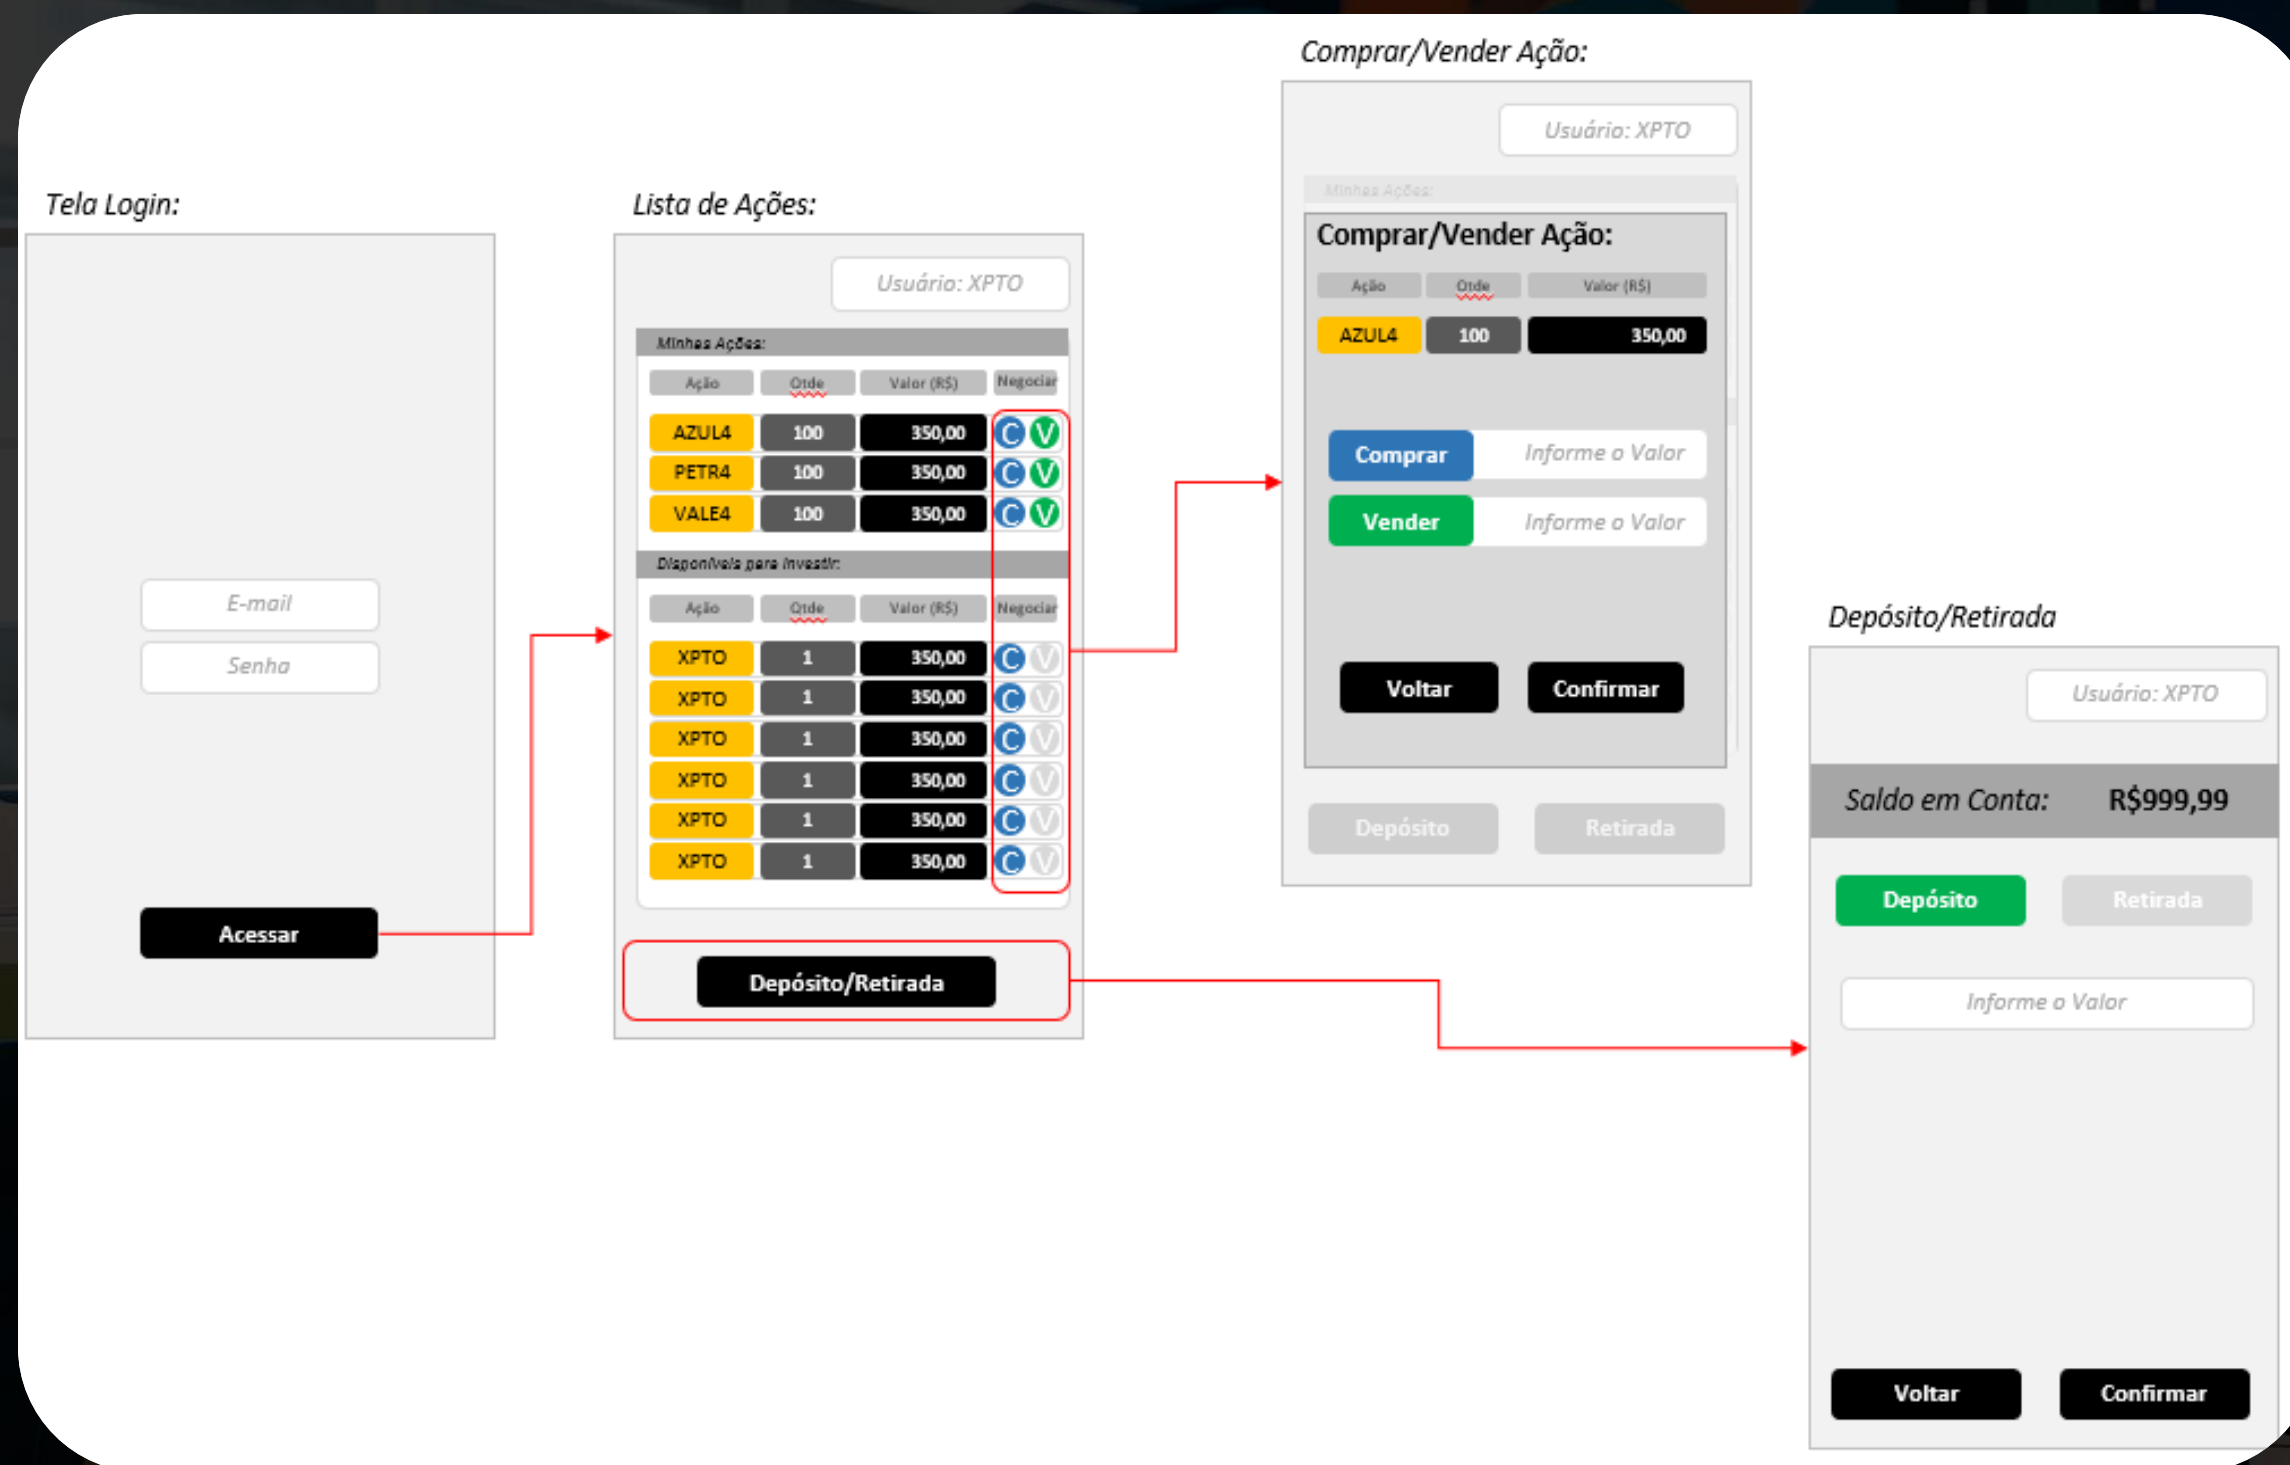 Tela Login:
E-mail
Senha
Acessar
Lista de Ações:
Usuário: XPTO
Minhas Ações:
Ação Qtde Valor (R$) Negociar
AZUL4 100 350,00 C V
PETR4 100 350,00 C V
VALE4 100 350,00 C V
Disponíveis para Investir:
Ação Qtde Valor (R$) Negociar
XPTO 1 350,00 C V
XPTO 1 350,00 C V
XPTO 1 350,00 C V
XPTO 1 350,00 C V
XPTO 1 350,00 C V
XPTO 1 350,00 C V
Depósito/Retirada
Comprar/Vender Ação:
Usuário: XPTO
Minhas Ações:
Comprar/Vender Ação:
Ação Qtde Valor (R$)
AZUL4 100 350,00
Comprar Informe o Valor
Vender Informe o Valor
Voltar Confirmar
Depósito Retirada
Depósito/Retirada
Usuário: XPTO
Saldo em Conta: R$999,99
Depósito Retirada
Informe o Valor
Voltar Confirmar